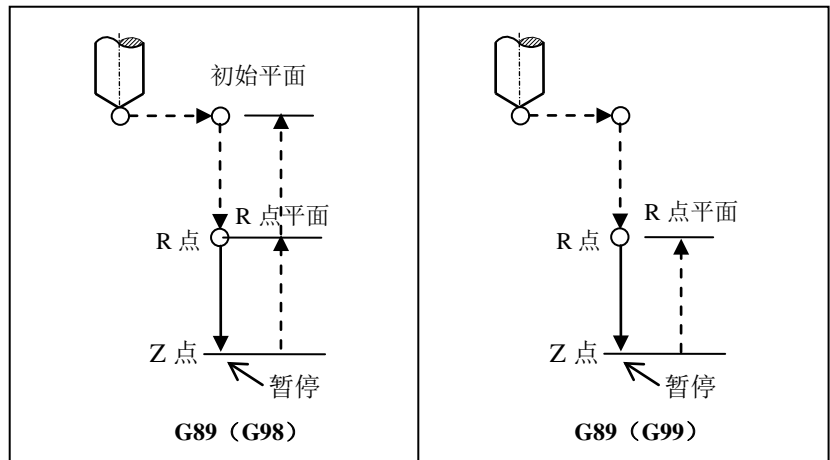 初始平面
R 点平面
R 点
Z 点
暂停
G89（G98）
R 点平面
R 点
Z 点
暂停
G89（G99）